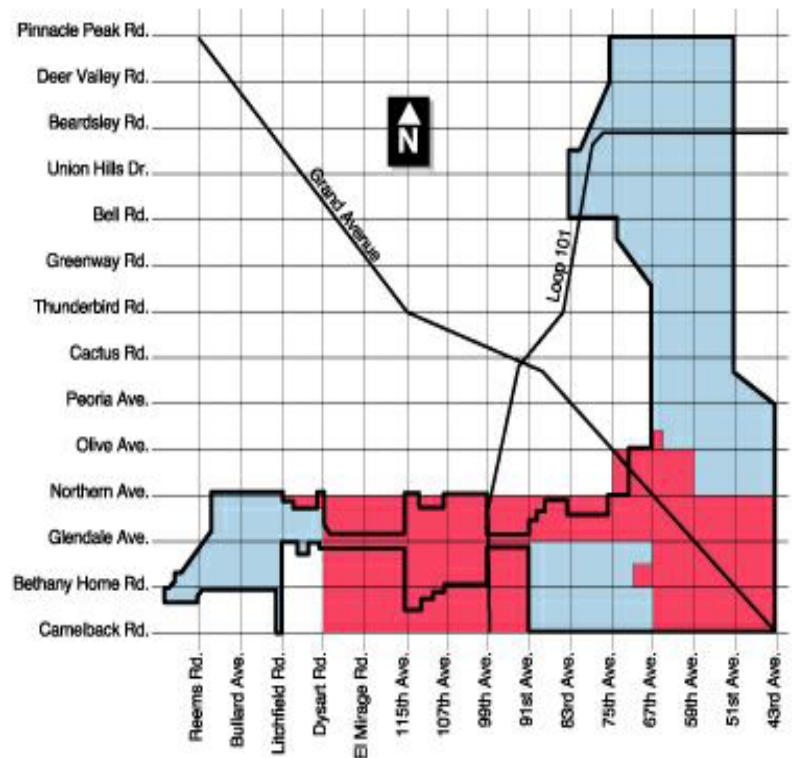 Pinnacle Peak Rd.
Deer Valley Rd.
Beardsley Rd.
Union Hills Dr.
Bell Rd.
Greenway Rd.
Thunderbird Rd.
Cactus Rd.
Peoria Ave.
Olive Ave.
Northern Ave.
Glendale Ave.
Bethany Home Rd.
Camelback Rd.
N
Grand Avenue
Loop 101
Reems Rd.
Bullard Ave.
Litchfield Rd.
Dysart Rd.
El Mirage Rd.
115th Ave.
107th Ave.
99th Ave.
91st Ave.
83rd Ave.
75th Ave.
67th Ave.
59th Ave.
51st Ave.
43rd Ave.